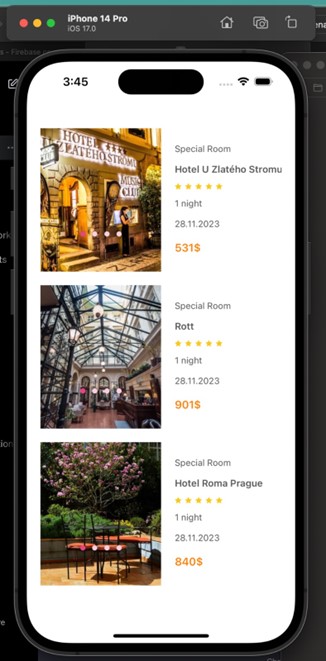 iPhone 14 Pro
iOS 17.0
3:45
HOTEL
ZLATÉHO STROMU
MUSIC
CLUB
Special Room
Hotel U Zlatého Stromu
1 night
28.11.2023
531$
Special Room
Rott
1 night
28.11.2023
901$
Special Room
Hotel Roma Prague
1 night
28.11.2023
840$